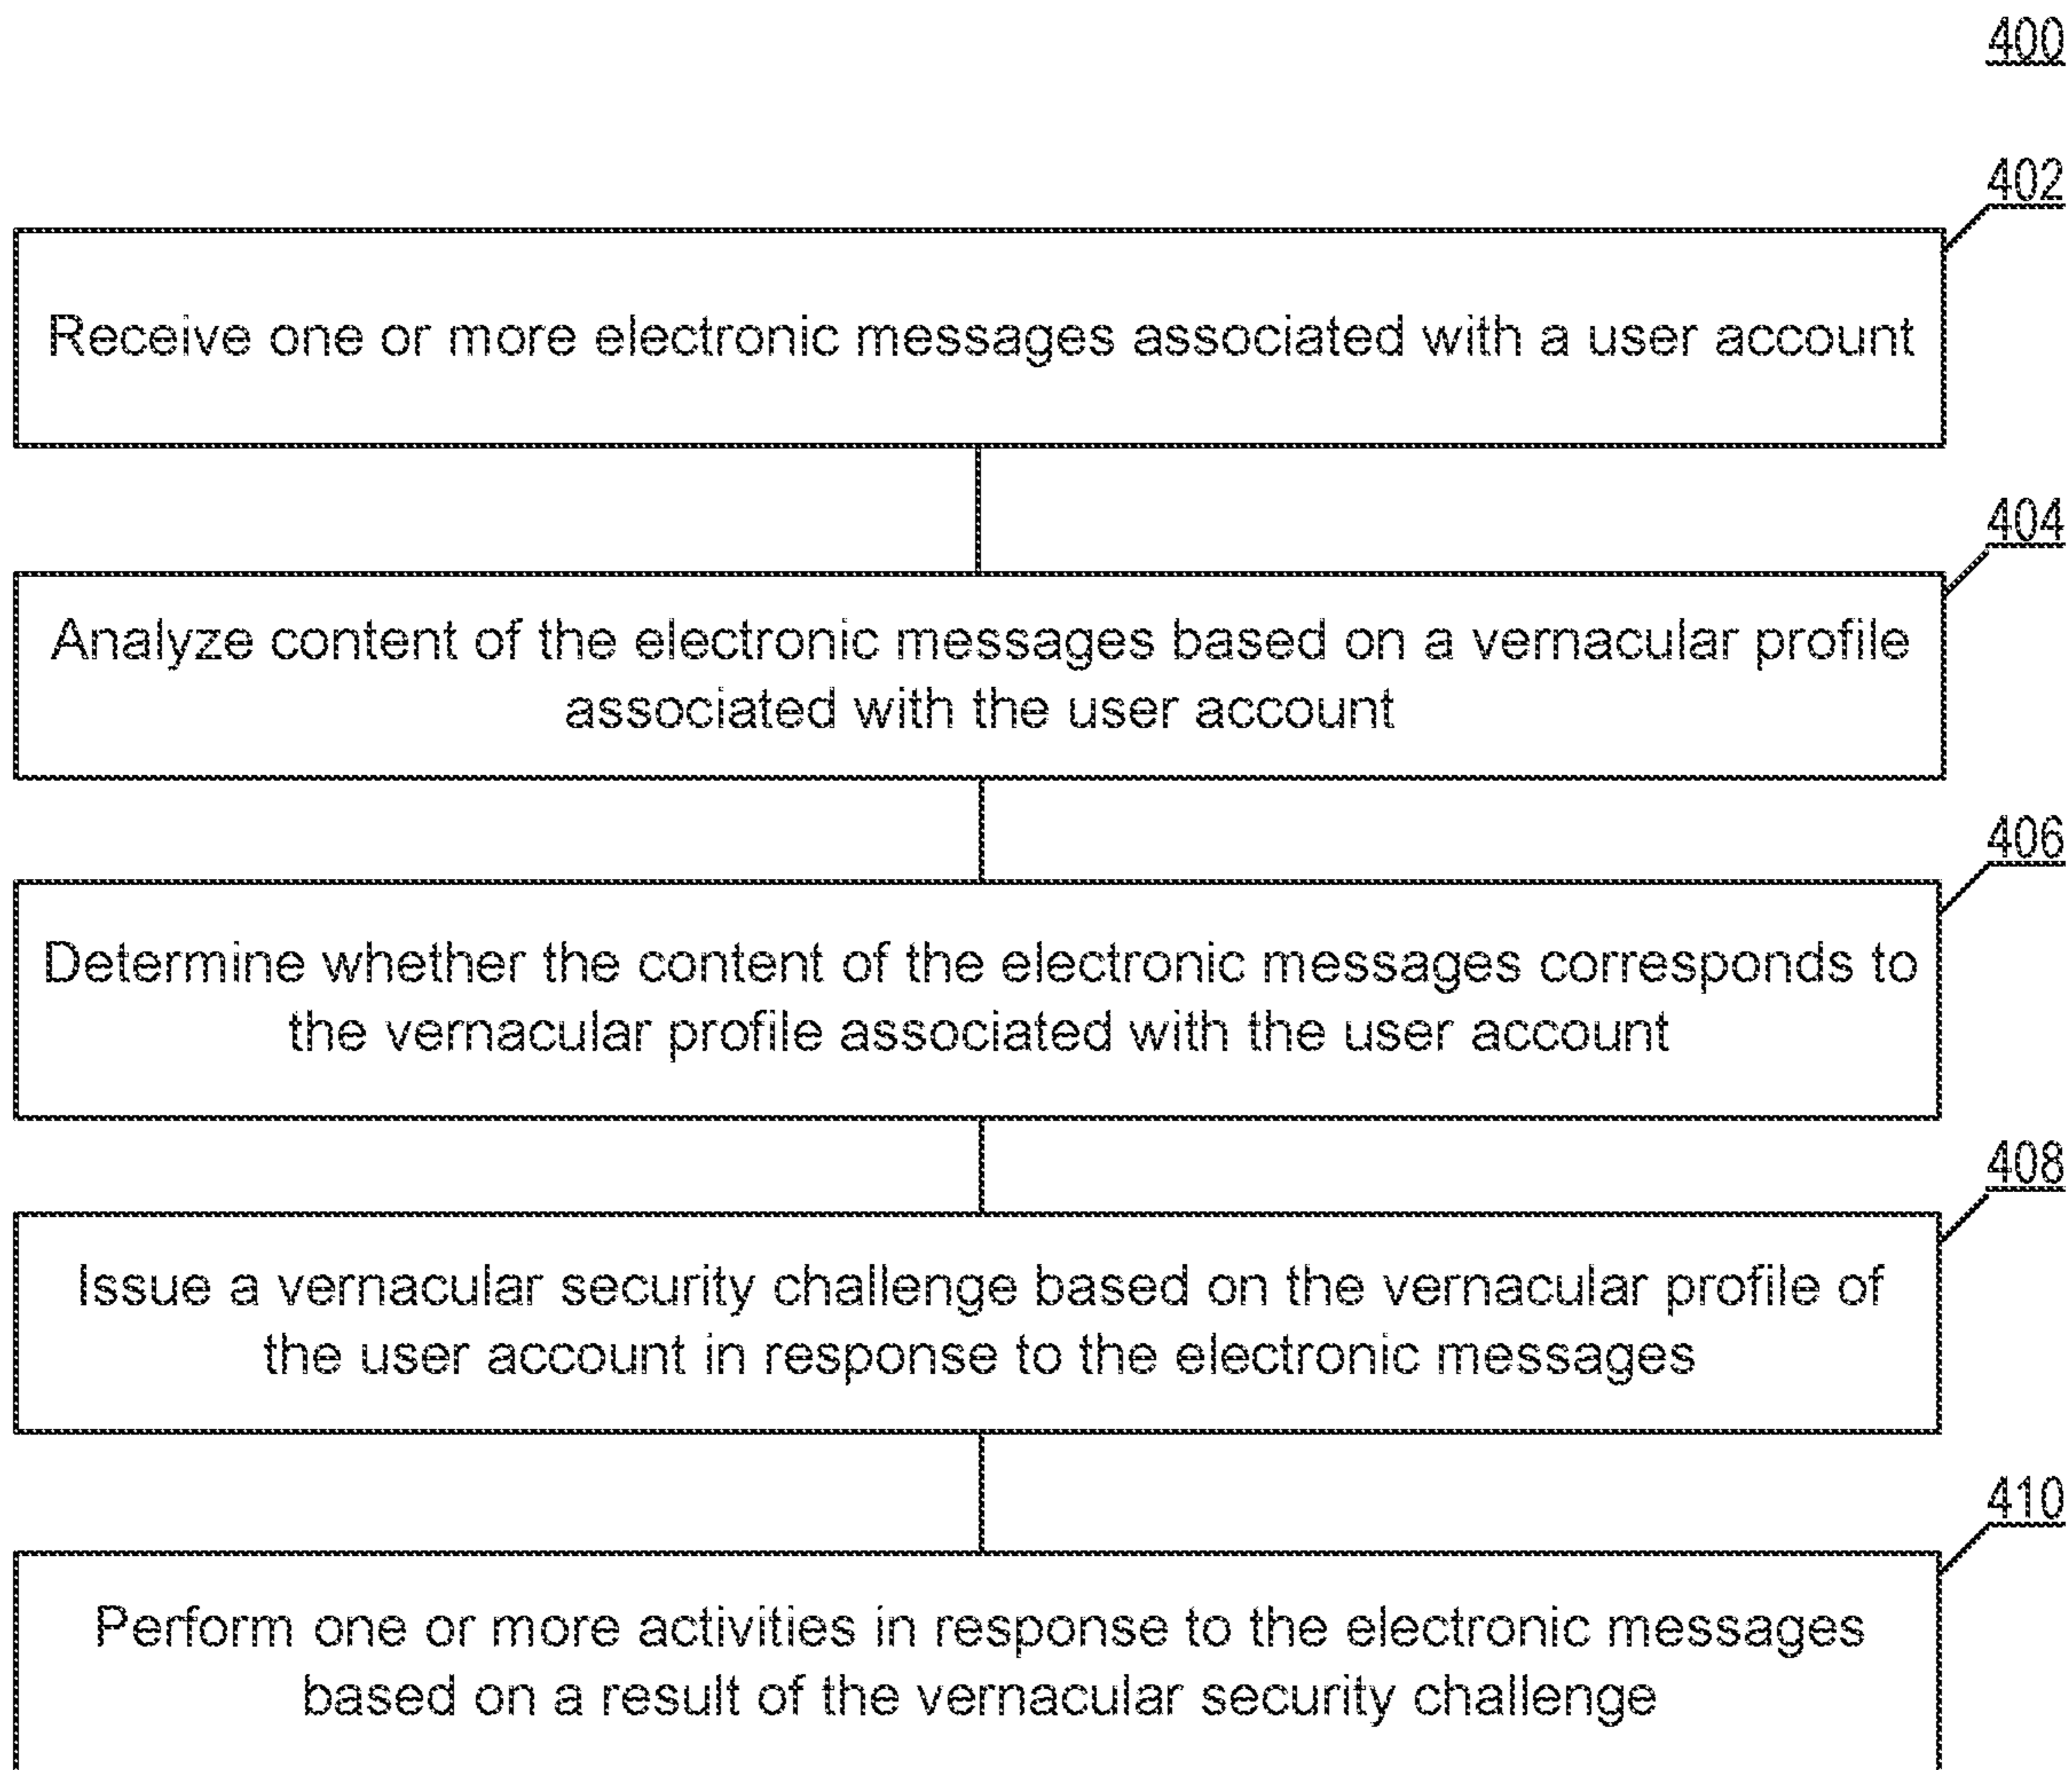 400
402
Receive one or more electronic messages associated with a user account
404
Analyze content of the electronic messages based on a vernacular profile
associated with the user account
406
Determine whether the content of the electronic messages corresponds to
the vernacular profile associated with the user account
408
Issue a vernacular security challenge based on the vernacular profile of
the user account in response to the electronic messages
410
Perform one or more activities in response to the electronic messages
based on a result of the vernacular security challenge